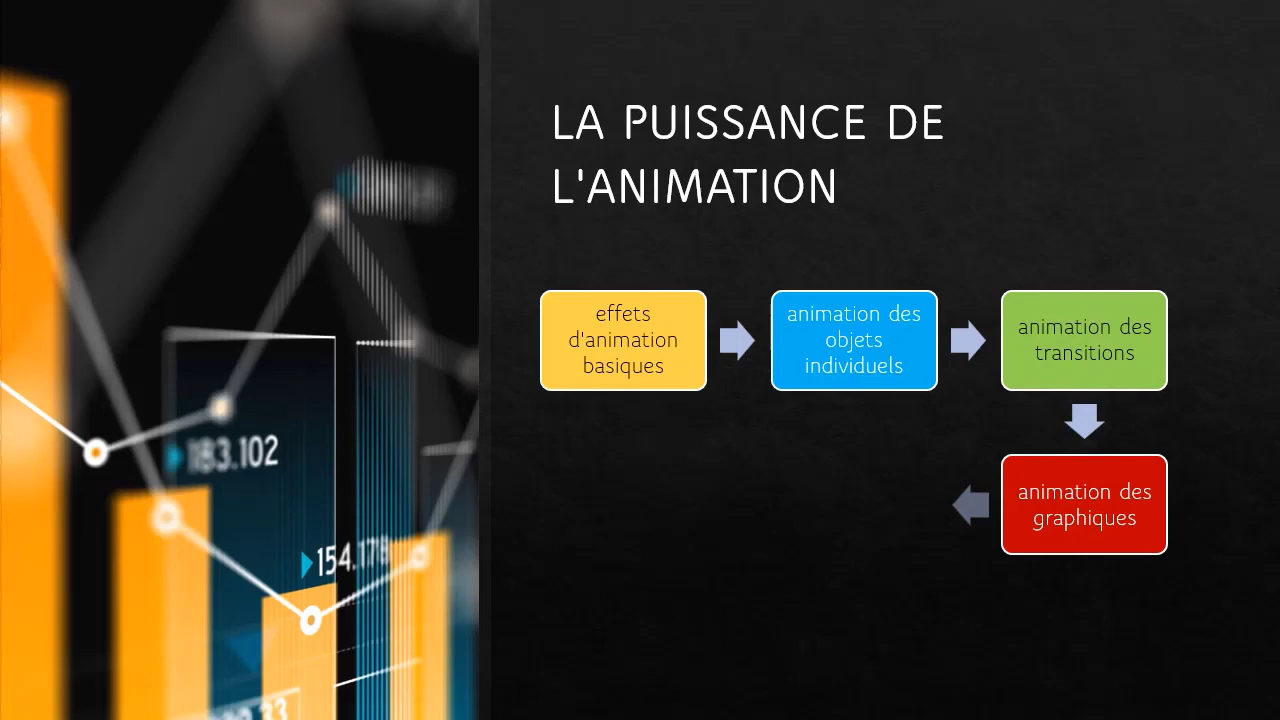 LA PUISSANCE DE
L'ANIMATION
effets
d'animation
basiques
animation des
objets
individuels
animation des
transitions
animation des
graphiques
183.102
154.178